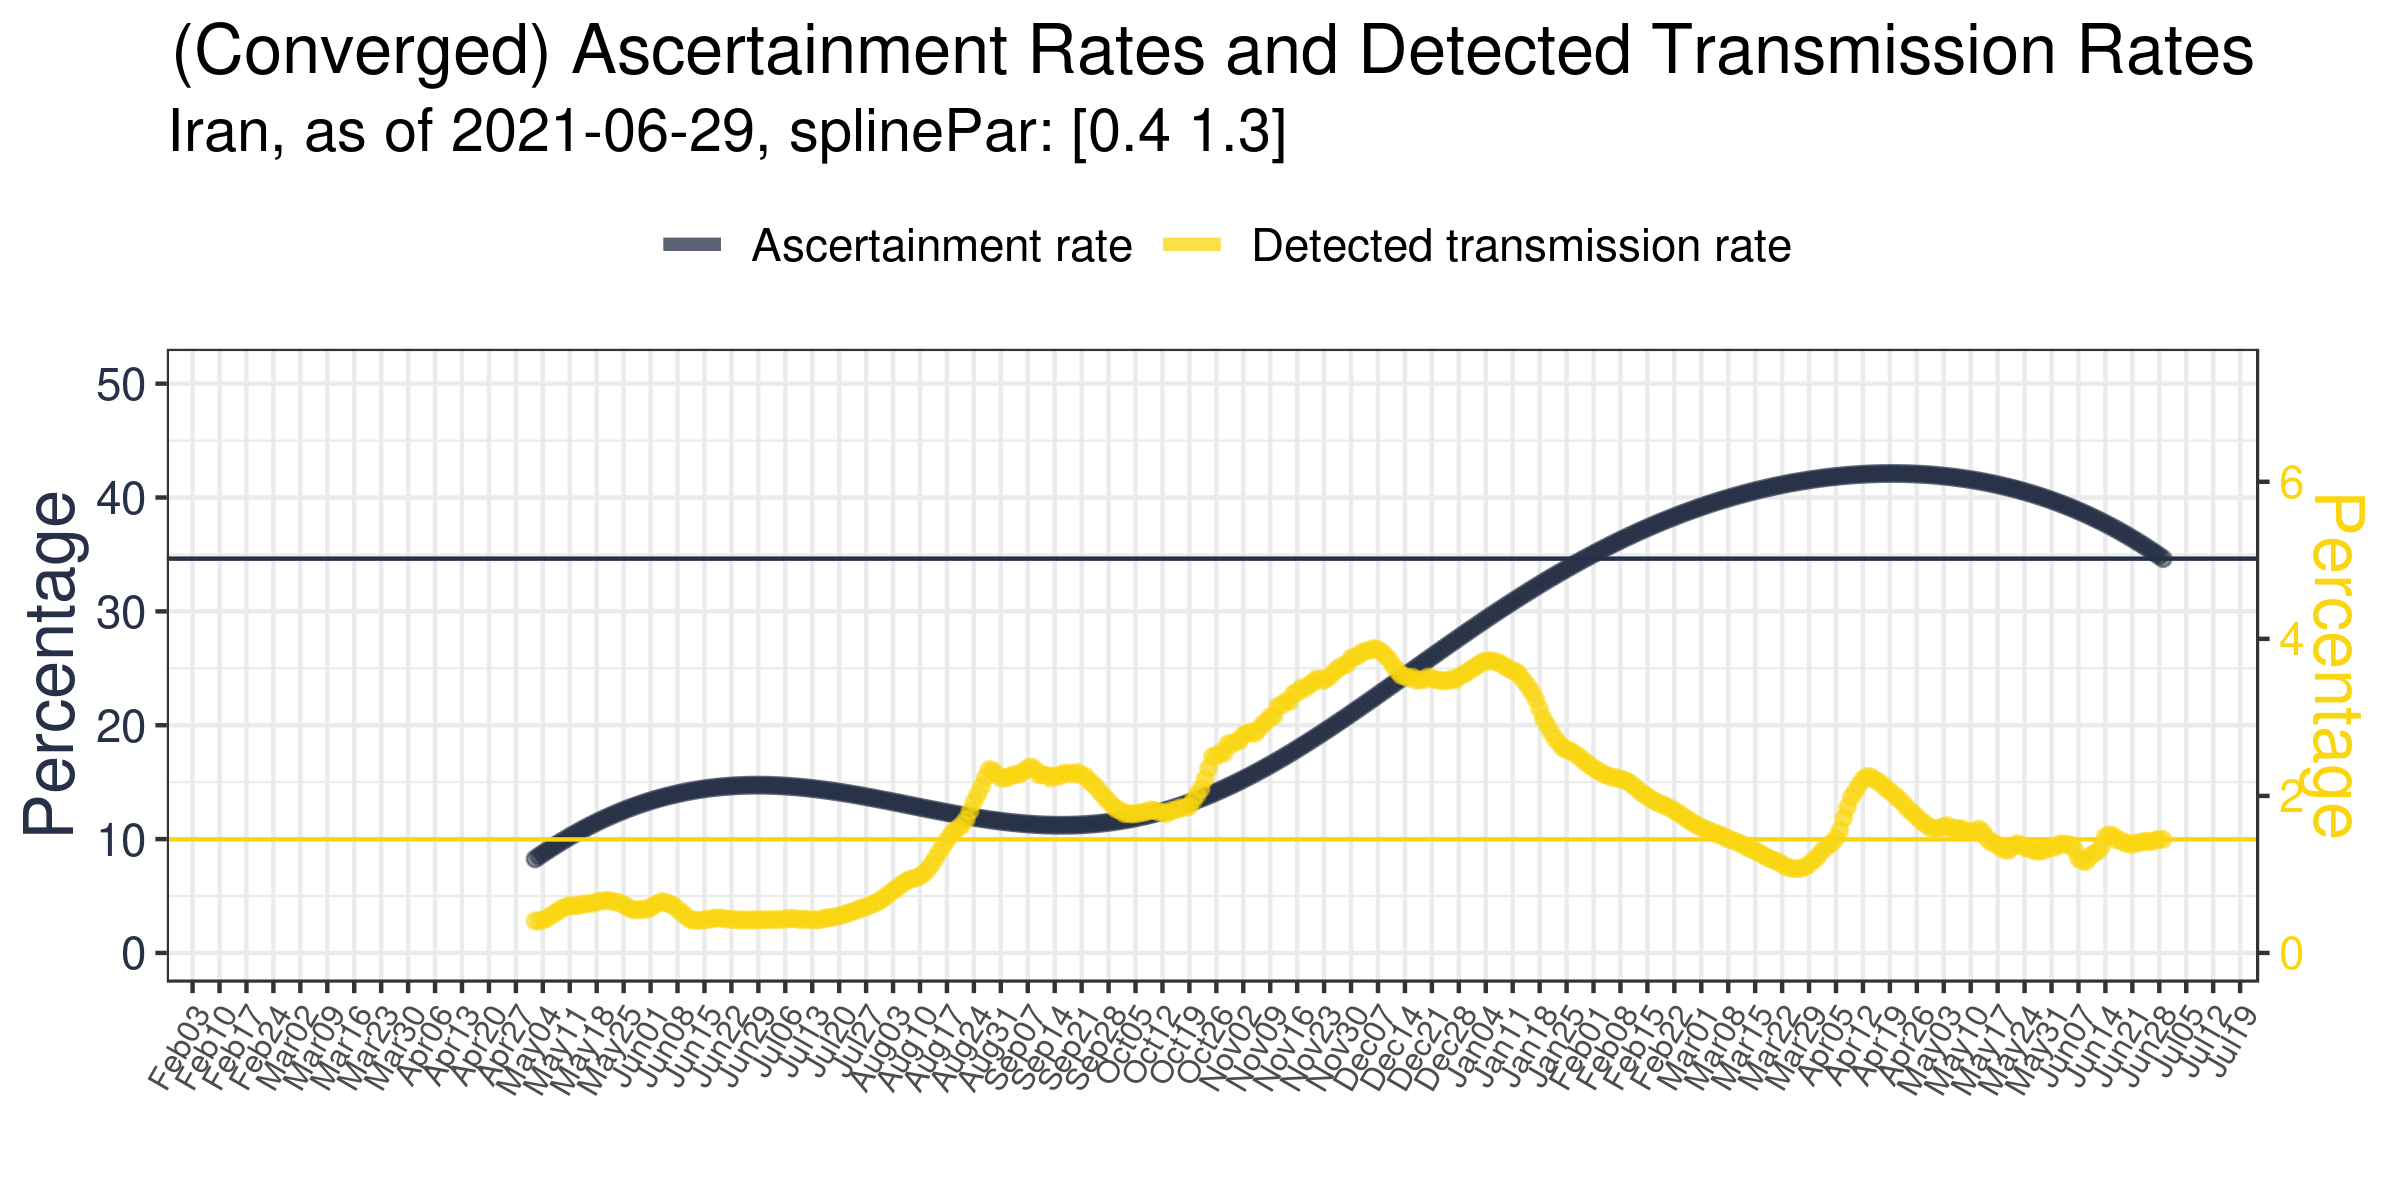 (Converged) Ascertainment Rates and Detected Transmission Rates
Iran, as of 2021-06-29, splinePar: [0.4 1.3]
Ascertainment rate
Detected transmission rate
Percentage
50
40
30
20
10
0
6
4
2
0
Percentage
Feb03
Feb10
Feb17
Feb24
Mar02
Mar09
Mar16
Mar23
Mar30
Apr06
Apr13
Apr20
Apr27
May04
May11
May18
May25
Jun01
Jun08
Jun15
Jun22
Jun29
Jul06
Jul13
Jul20
Jul27
Aug03
Aug10
Aug17
Aug24
Aug31
Sep07
Sep14
Sep21
Sep28
Oct05
Oct12
Oct19
Oct26
Nov02
Nov09
Nov16
Nov23
Nov30
Dec07
Dec14
Dec21
Dec28
Jan04
Jan11
Jan18
Jan25
Feb01
Feb08
Feb15
Feb22
Mar01
Mar08
Mar15
Mar22
Mar29
Apr05
Apr12
Apr19
Apr26
May03
May10
May17
May24
May31
Jun07
Jun14
Jun21
Jun28
Jul05
Jul12
Jul19